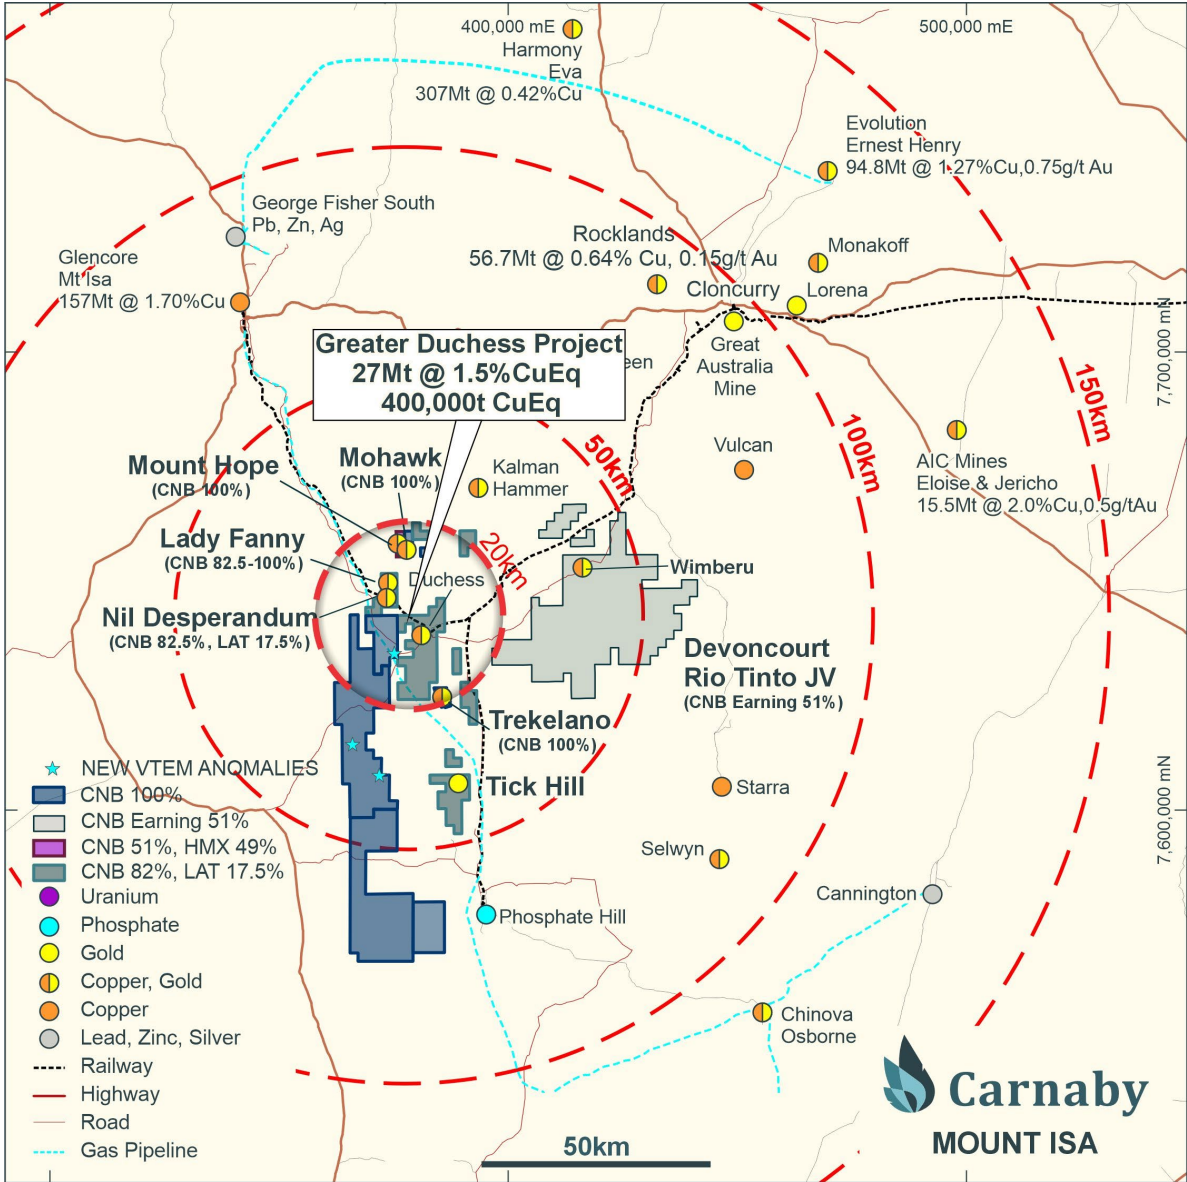 400,000 mE
500,000 mE
Harmony
Eva
307Mt @ 0.42%Cu
Evolution
Ernest Henry
94.8Mt @ 1.27%Cu,0.75g/t Au
George Fisher South
Pb, Zn, Ag
Rocklands
56.7Mt @ 0.64% Cu, 0.15g/t Au
Monakoff
Glencore
Mt Isa
157Mt @ 1.70%Cu
Cloncurry
Lorena
Great
Australia
Mine
Greater Duchess Project
27Mt @ 1.5%CuEq
400,000t CuEq
een
7,700,000 mN
50km
100km
150km
Vulcan
AIC Mines
Eloise & Jericho
15.5Mt @ 2.0%Cu,0.5g/tAu
Mount Hope
(CNB 100%)
Mohawk
(CNB 100%)
Kalman
Hammer
Lady Fanny
(CNB 82.5-100%)
20km
Duchess
Wimberu
Nil Desperandum
(CNB 82.5%, LAT 17.5%)
Devoncourt
Rio Tinto JV
(CNB Earning 51%)
Trekelano
(CNB 100%)
Tick Hill
Starra
Selwyn
7,600,000 mN
Cannington
Phosphate Hill
Chinova
Osborne
NEW VTEM ANOMALIES
CNB 100%
CNB Earning 51%
CNB 51%, HMX 49%
CNB 82%, LAT 17.5%
Uranium
Phosphate
Gold
Copper, Gold
Copper
Lead, Zinc, Silver
Railway
Highway
Road
Gas Pipeline
50km
Carnaby
MOUNT ISA